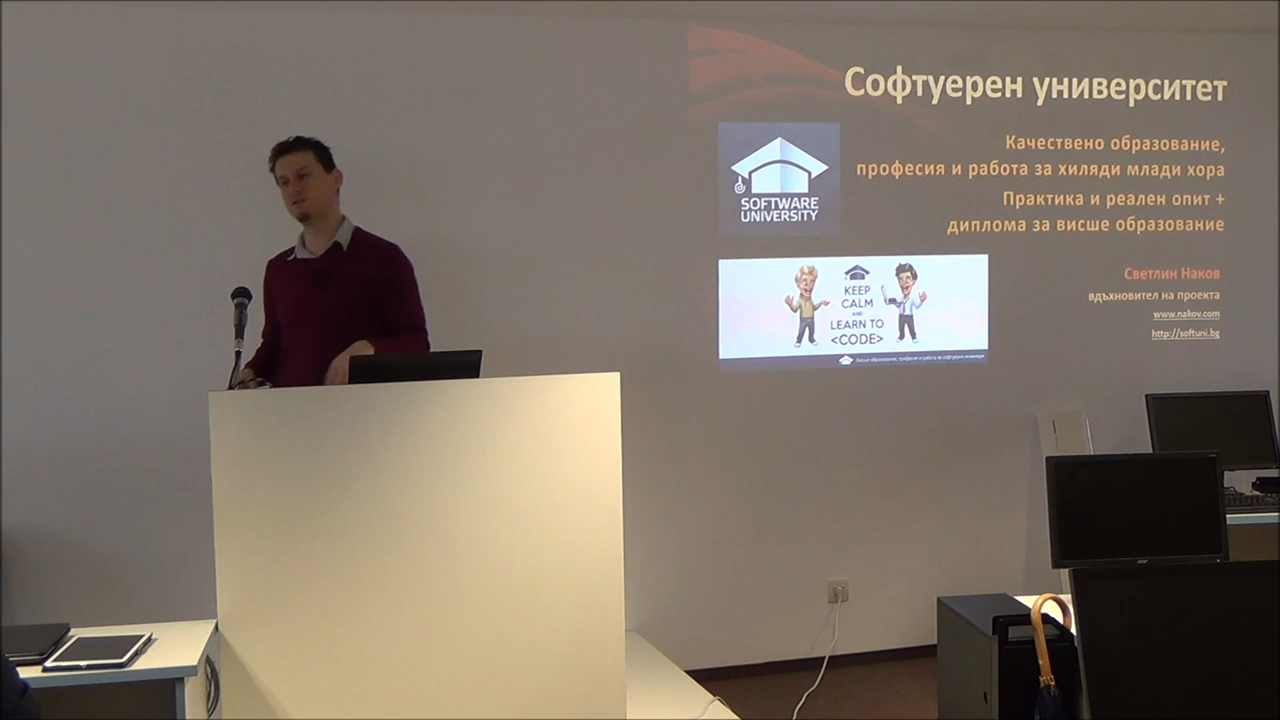 Софтуерен университет
Качествено образование,
професия и работа за хиляди млади хора
Практика и реален опит +
диплома за висше образование
SOFTWARE
UNIVERSITY
KEEP
CALM
AND
LEARN TO
<CODE>
Светлин Наков
вдъхновител на проекта
www.nakov.com
http://softuni.bg